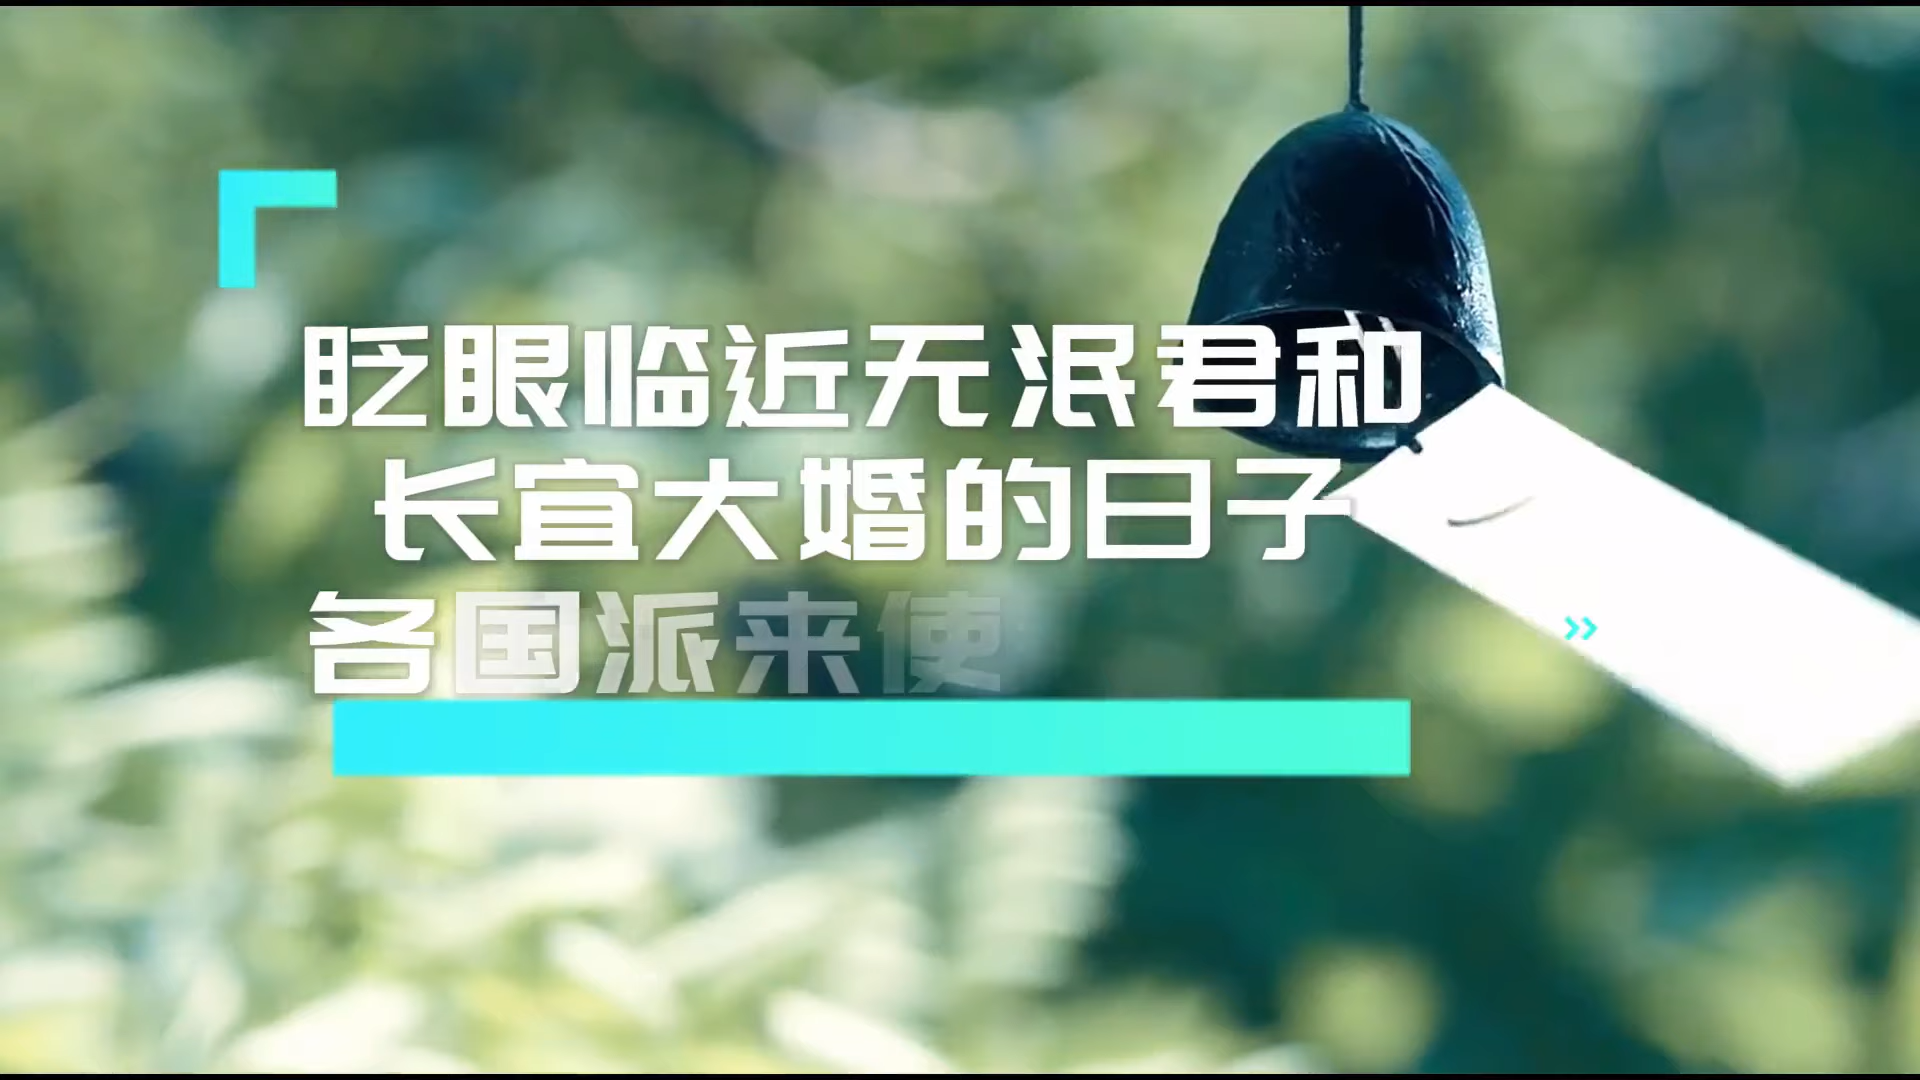 眨眼临近无泯君和
长宜大婚的日子
各国派来使